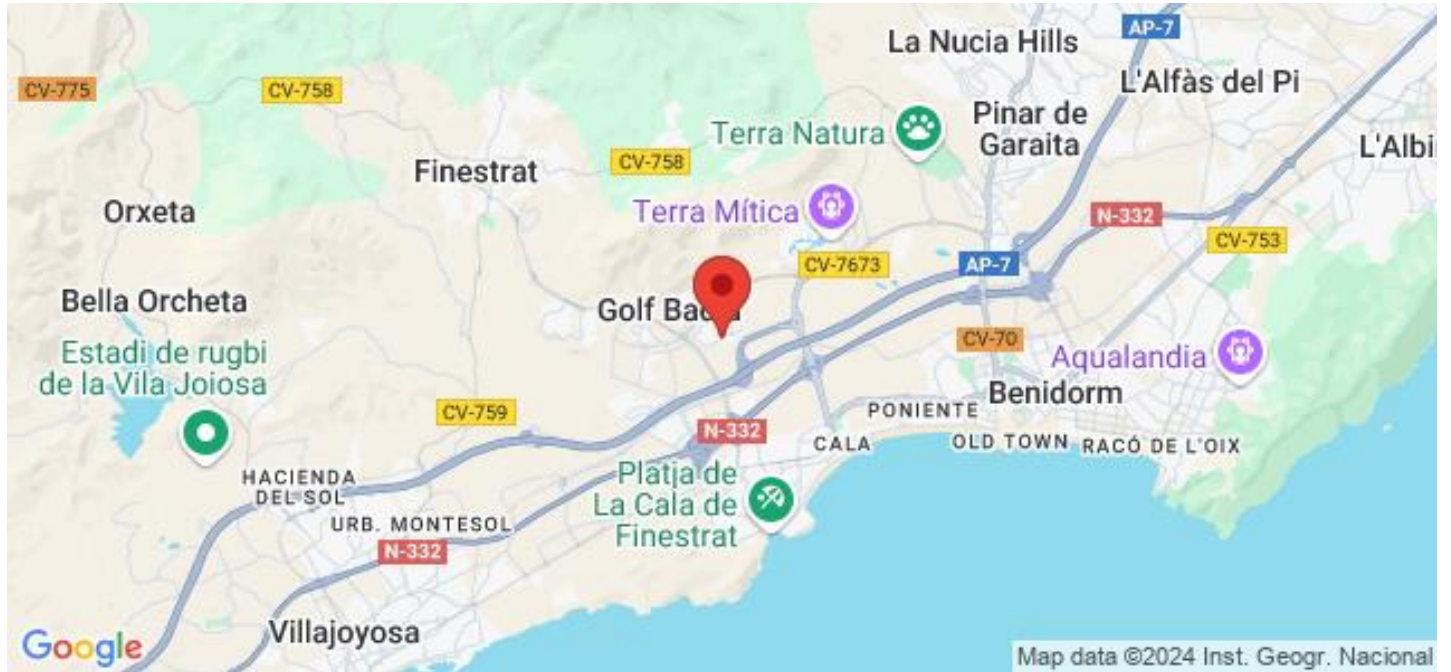 La Nucia Hills
AP-7
CV-775
CV-758
L'Alfàs del Pi
Terra Natura
Pinar de
Garaita
L'Albi
Finestrat
CV-758
Orxeta
Terra Mítica
N-332
CV-753
CV-7673
AP-7
Bella Orcheta
Golf Ba
Estadi de rugbi
de la Vila Joiosa
CV-70
Aqualandia
Benidorm
CV-759
PONIENTE
N-332
CALA
OLD TOWN
RACÓ DE L'OIX
HACIENDA
DEL SOL
Platja de
La Cala de
Finestrat
URB. MONTESOL
N-332
Villajoyosa
Google
Map data ©2024 Inst. Geogr. Nacional